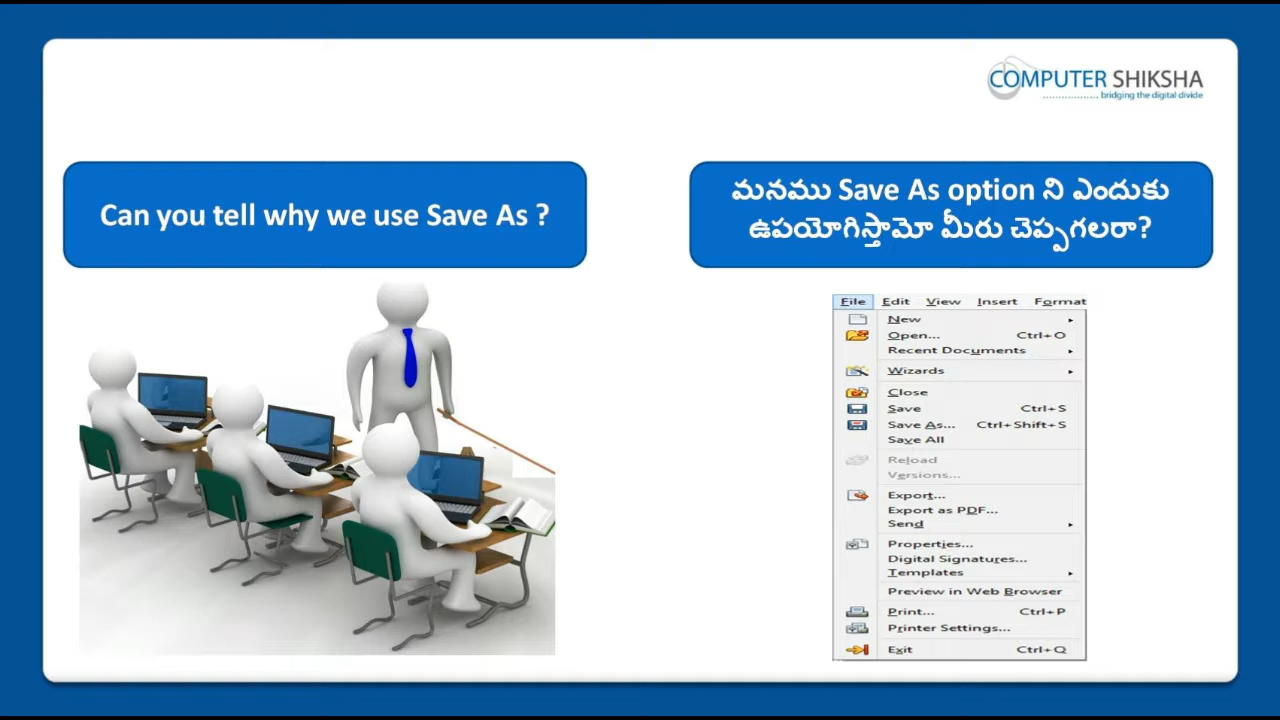 COMPUTER SHIKSHA
bridging the digital divide
Can you tell why we use Save As ?
మనము Save As option ని ఎందుకు
ఉపయోగిస్తామో మీరు చెప్పగలరా?
File Edit View Insert Format
New
Open... Ctrl+O
Recent Documents
Wizards
Close
Save Ctrl+S
Save As... Ctrl+Shift+S
Save All
Reload
Versions...
Export...
Export as PDF...
Send
Properties...
Digital Signatures...
Templates
Preview in Web Browser
Print... Ctrl+P
Printer Settings...
Exit Ctrl+Q